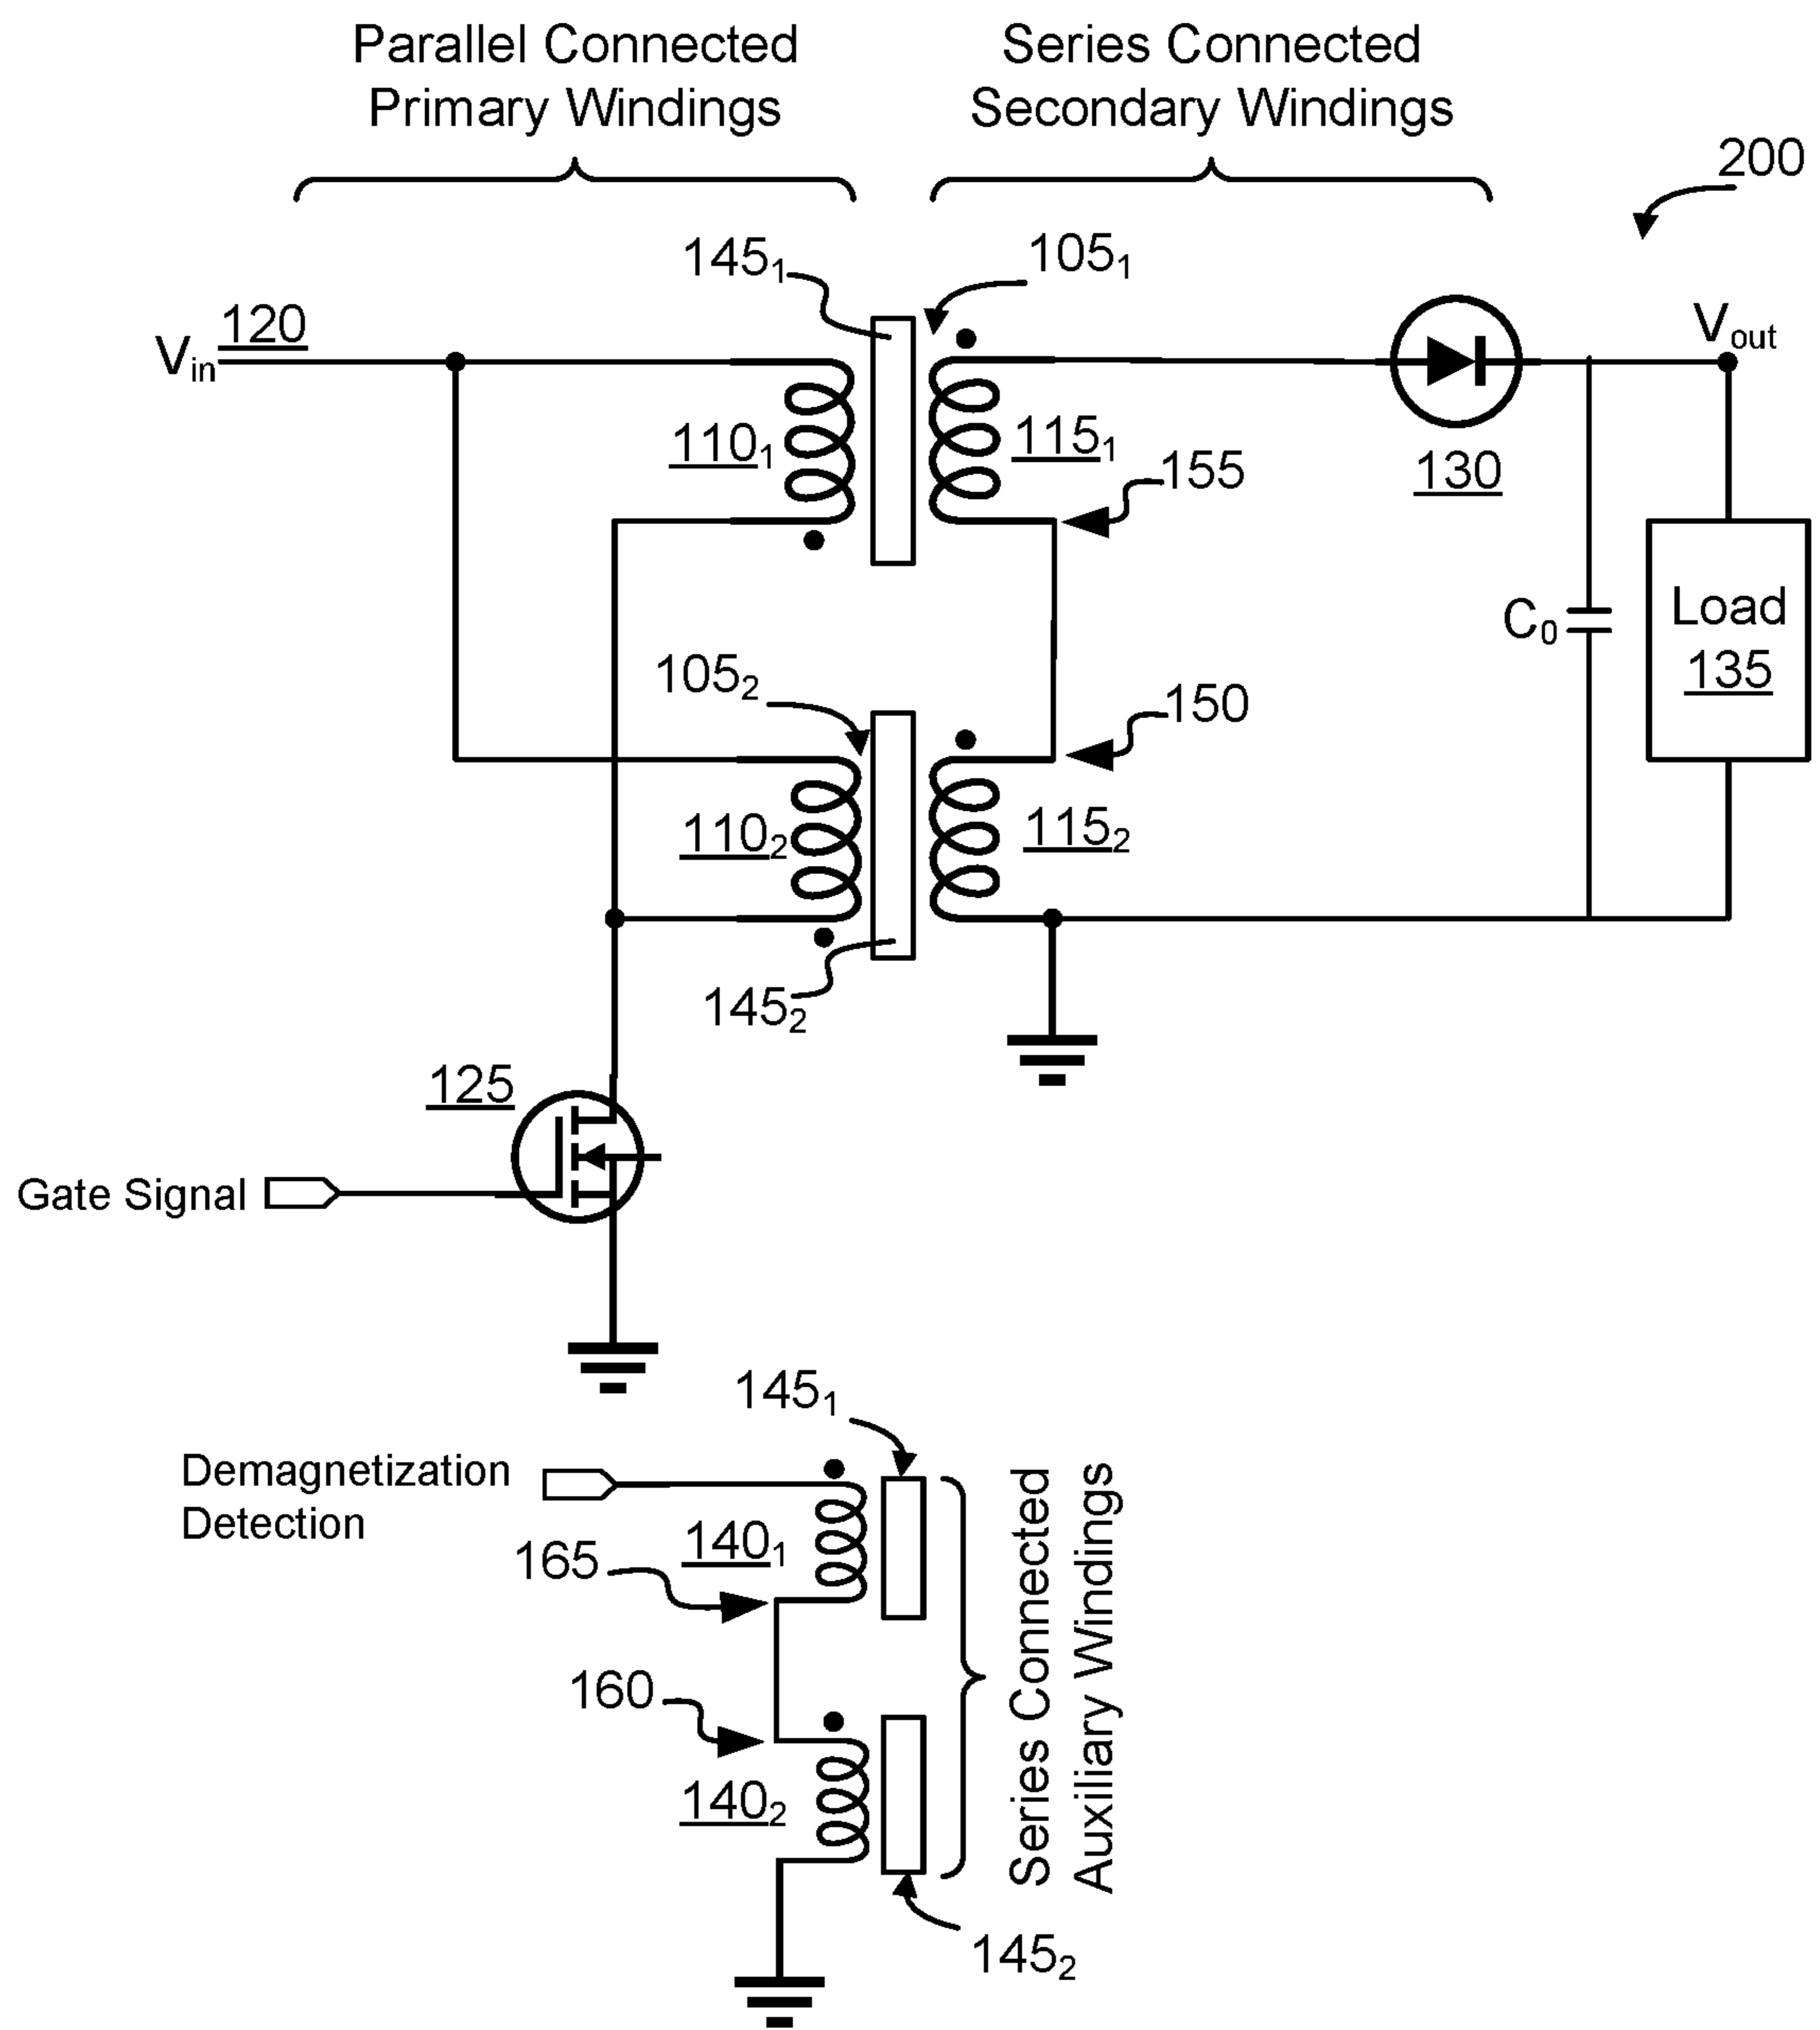 Parallel Connected
Primary Windings
Series Connected
Secondary Windings
200
145₁
105₁
V_in
120
V_out
110₁
115₁
155
130
C₀
Load
135
105₂
150
110₂
115₂
145₂
125
Gate Signal
145₁
Demagnetization
Detection
140₁
165
160
140₂
Series Connected
Auxiliary Windings
145₂